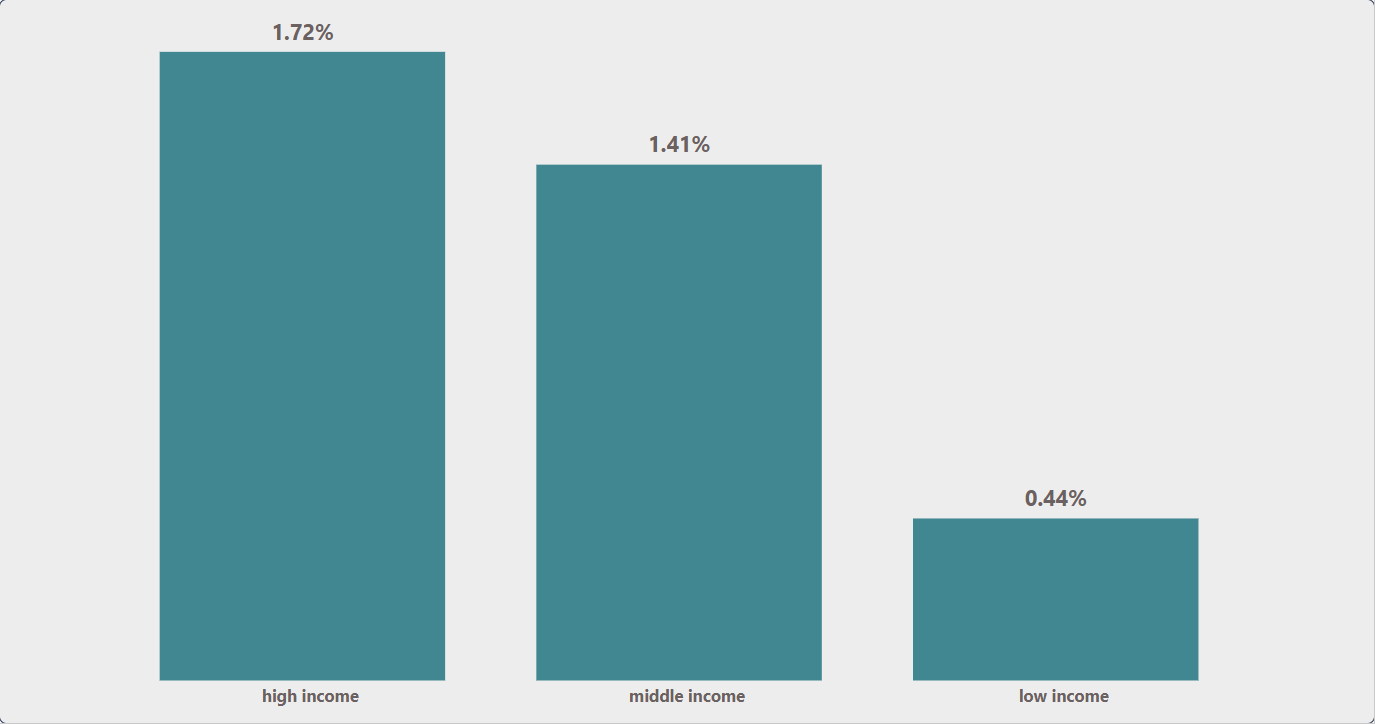 1.72%
1.41%
0.44%
high income
middle income
low income